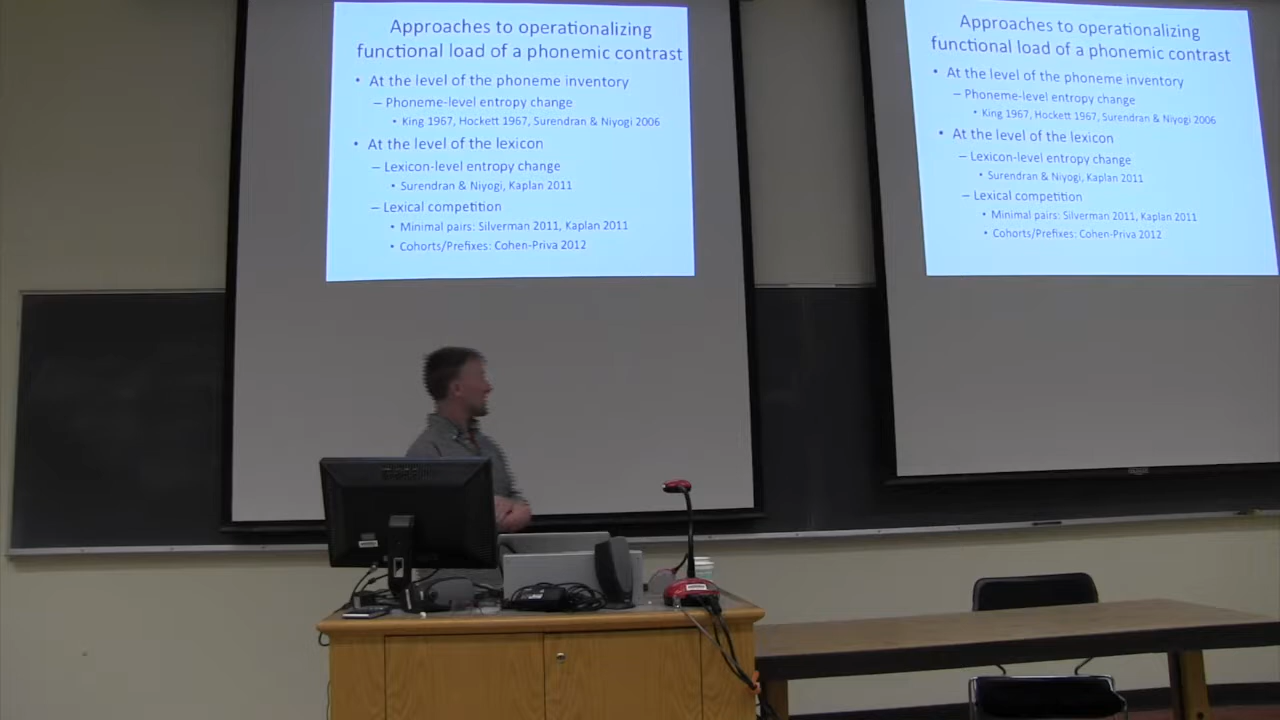 Approaches to operationalizing
functional load of a phonemic contrast
• At the level of the phoneme inventory
– Phoneme-level entropy change
• King 1967, Hockett 1967, Surendran & Niyogi 2006
• At the level of the lexicon
– Lexicon-level entropy change
• Surendran & Niyogi, Kaplan 2011
– Lexical competition
• Minimal pairs: Silverman 2011, Kaplan 2011
• Cohorts/Prefixes: Cohen-Priva 2012
Approaches to operationalizing
functional load of a phonemic contrast
• At the level of the phoneme inventory
– Phoneme-level entropy change
• King 1967, Hockett 1967, Surendran & Niyogi 2006
• At the level of the lexicon
– Lexicon-level entropy change
• Surendran & Niyogi, Kaplan 2011
– Lexical competition
• Minimal pairs: Silverman 2011, Kaplan 2011
• Cohorts/Prefixes: Cohen-Priva 2012